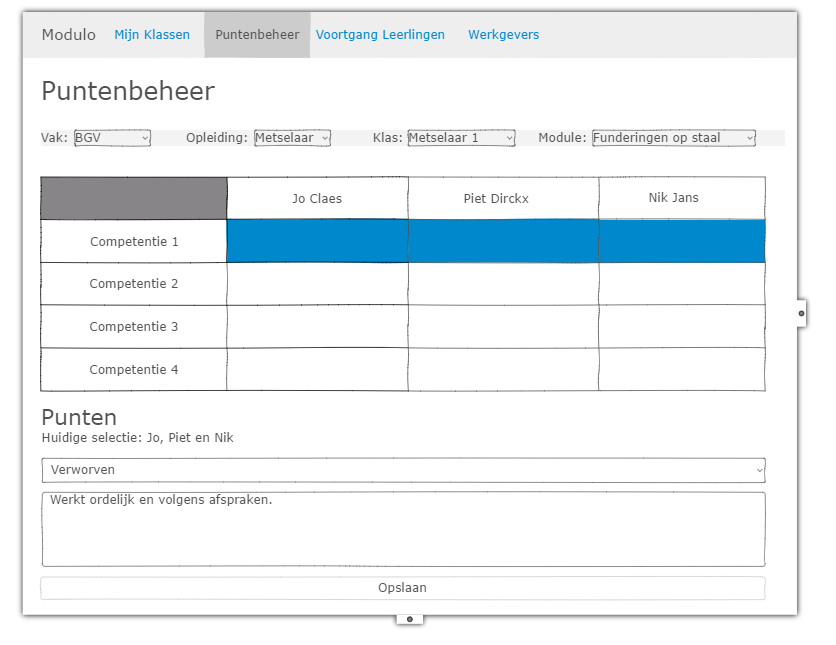 Modulo Mijn Klassen Puntenbeheer Voortgang Leerlingen Werkgevers
Puntenbeheer
Vak: BGV Opleiding: Metselaar Klas: Metselaar 1 Module: Funderingen op staal
Jo Claes Piet Dirckx Nik Jans
Competentie 1
Competentie 2
Competentie 3
Competentie 4
Punten
Huidige selectie: Jo, Piet en Nik
Verworven
Werkt ordelijk en volgens afspraken.
Opslaan